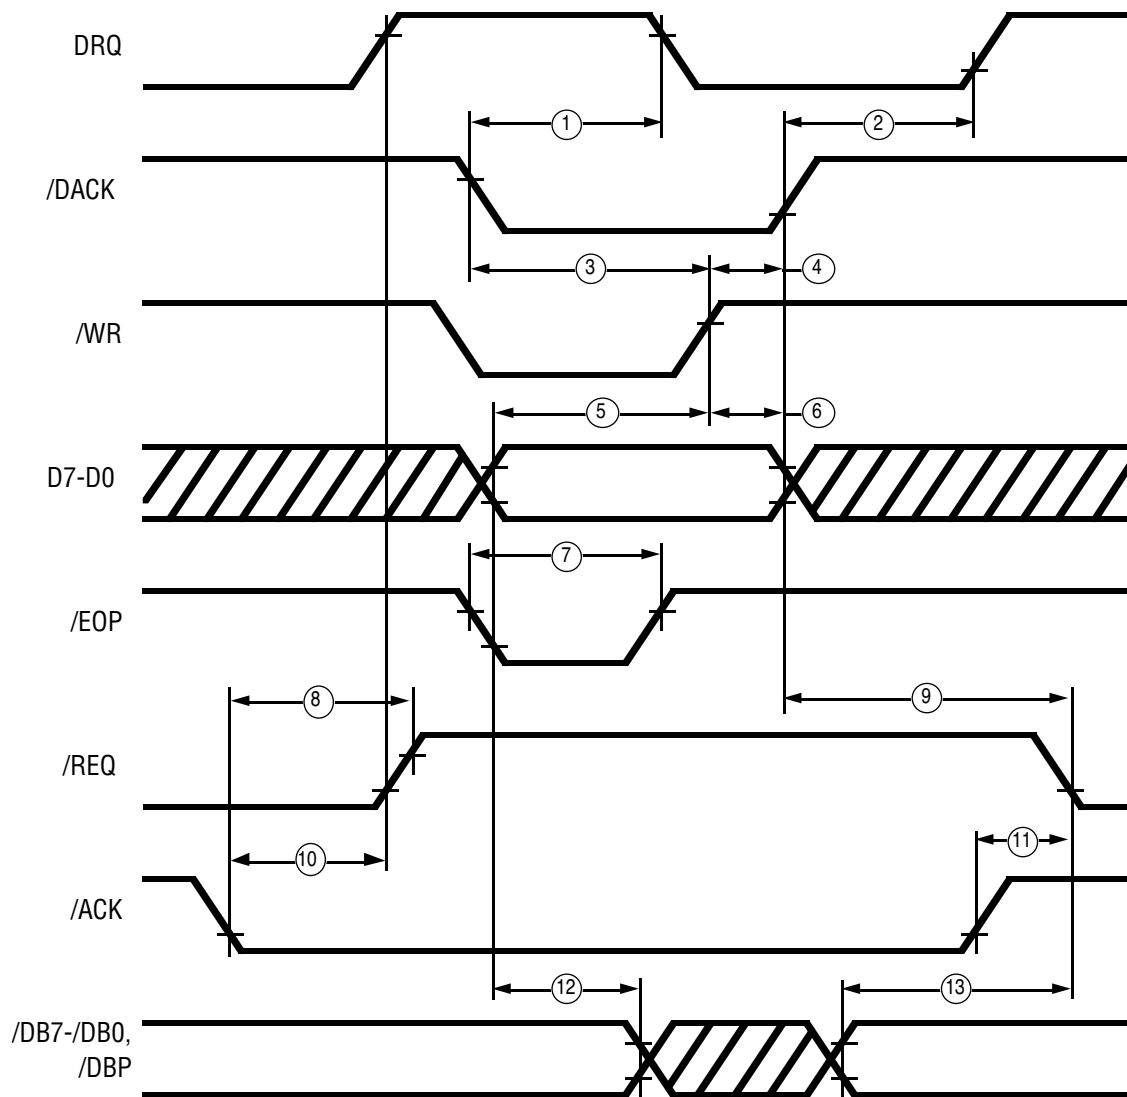 DRQ
1
2
/DACK
3
4
/WR
5
6
D7-D0
7
/EOP
8
9
/REQ
10
11
/ACK
12
13
/DB7-/DB0,
/DBP